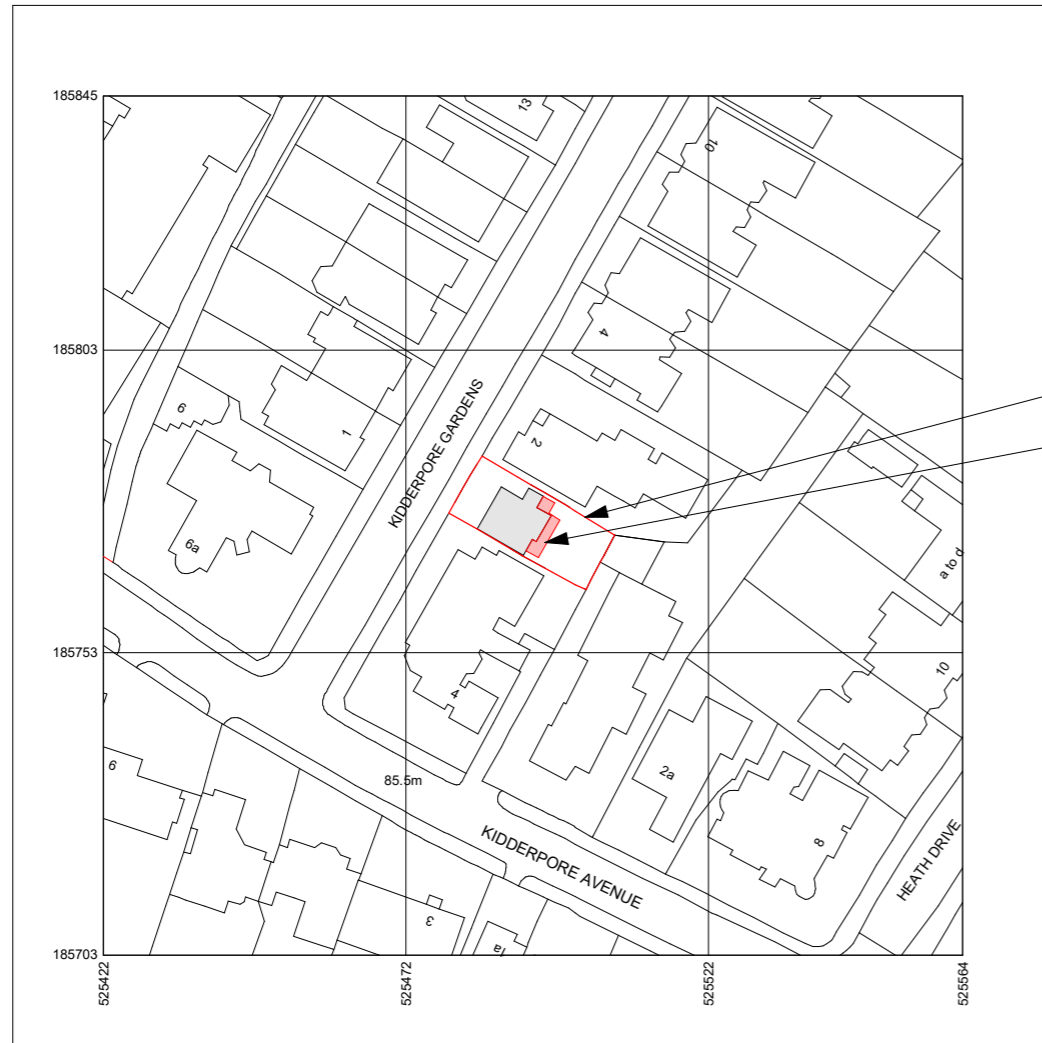 185845
13
10
185803
4
KIDDERPORE GARDENS
6
1
2
6a
a to d
185753
10
4
6
85.5m
2a
8
KIDDERPORE AVENUE
HEATH DRIVE
3
1a
185703
525422
525472
525522
525564